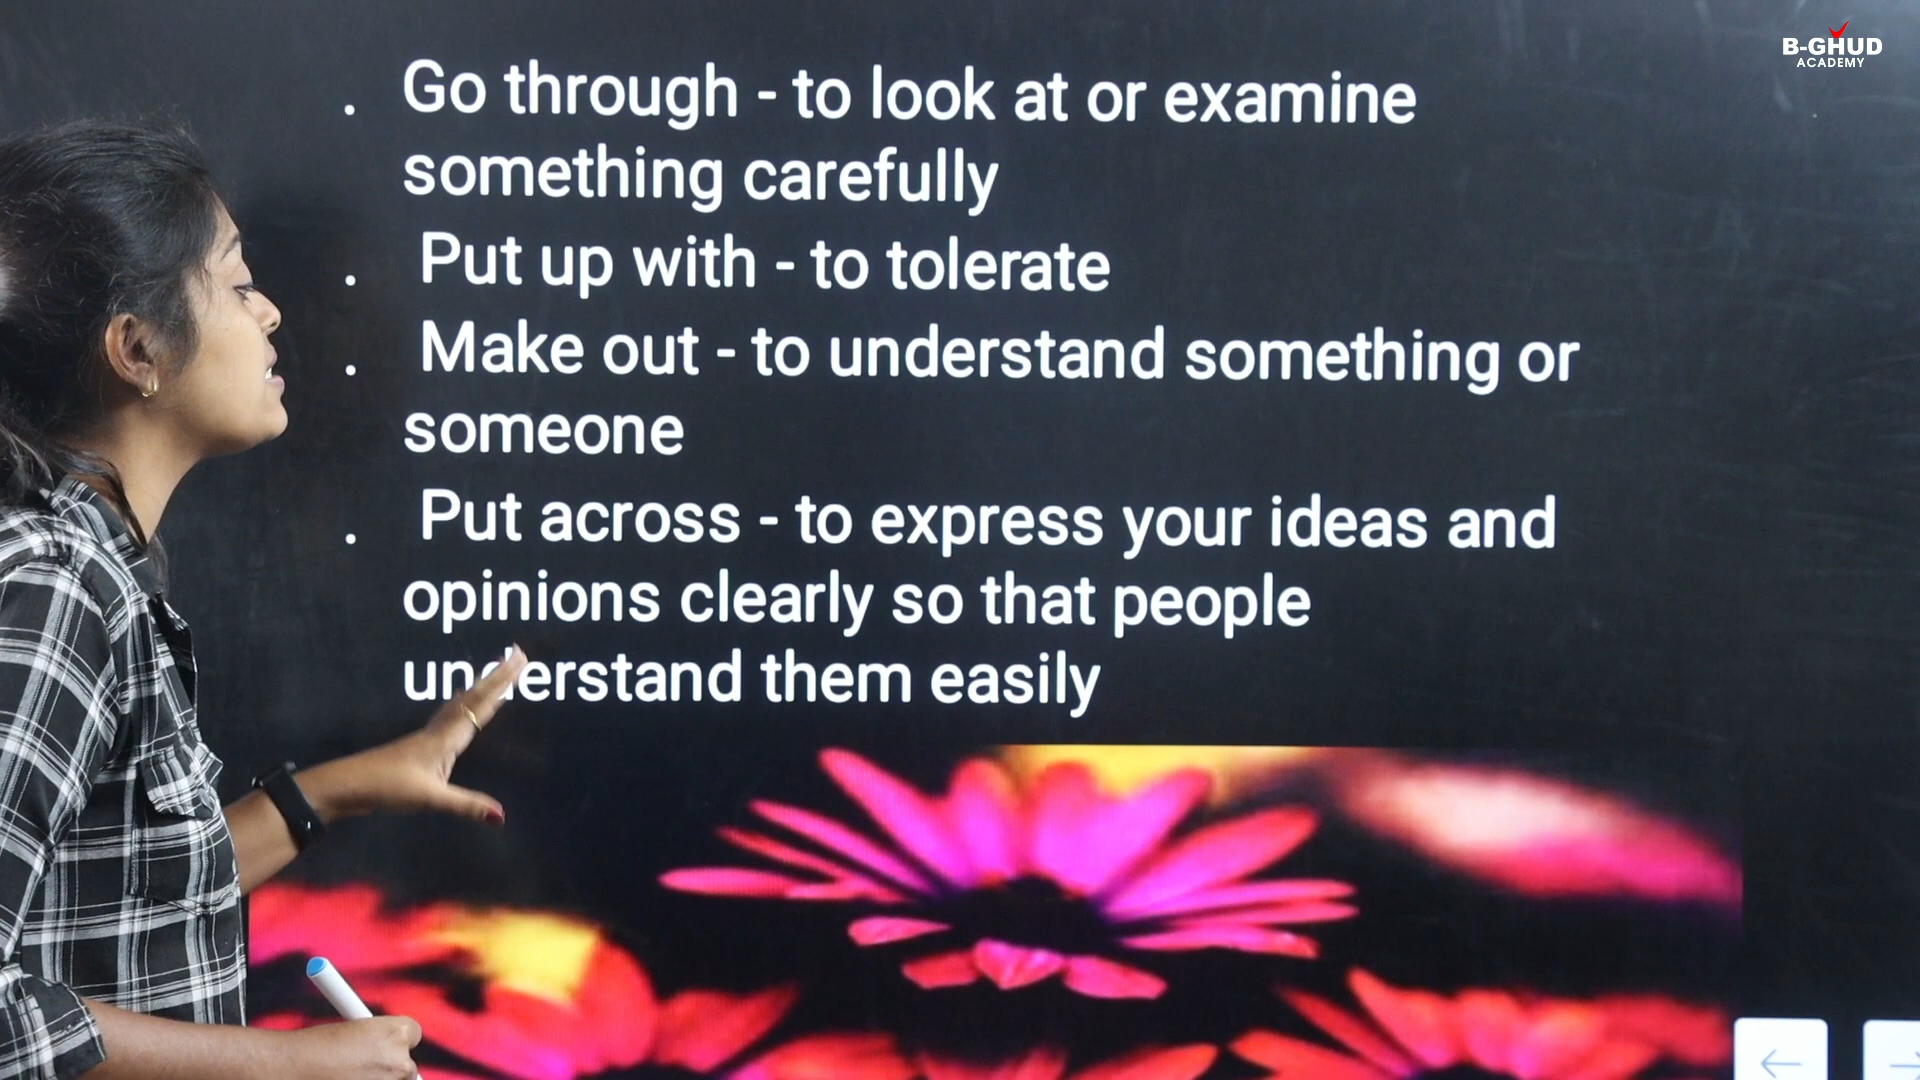 B-GHUD
ACADEMY
. Go through - to look at or examine
something carefully
. Put up with - to tolerate
. Make out - to understand something or
someone
. Put across - to express your ideas and
opinions clearly so that people
understand them easily